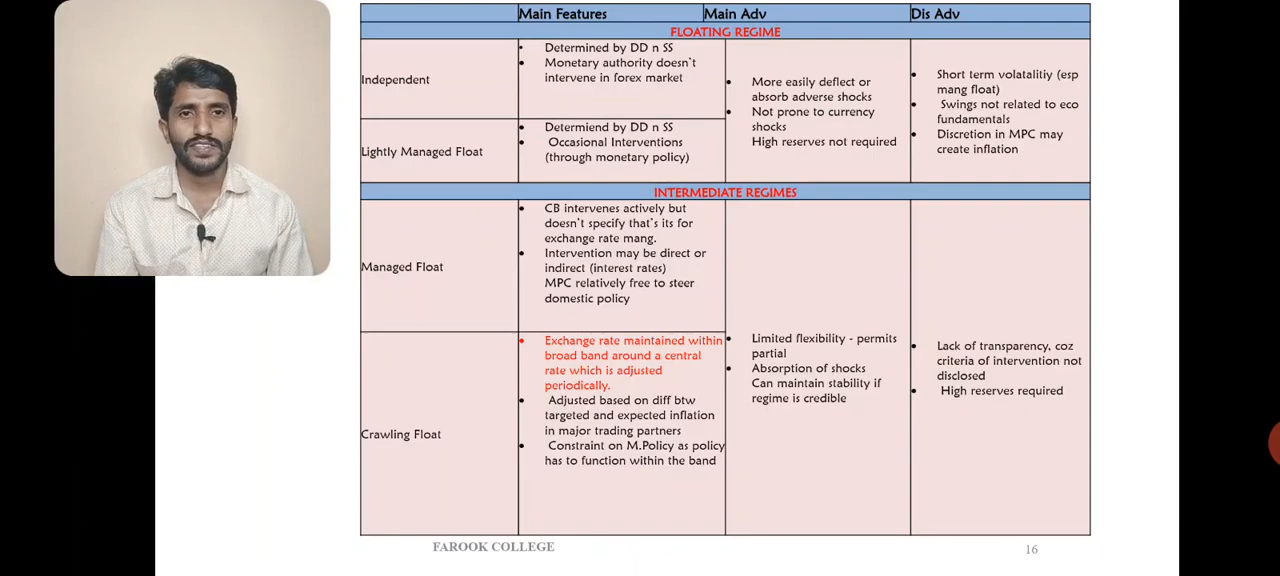 Main Features
Main Adv
Dis Adv
FLOATING REGIME
Independent
Determined by DD n SS
Monetary authority doesn't
intervene in forex market
More easily deflect or
absorb adverse shocks
Not prone to currency
shocks
High reserves not required
Short term volatalitiy (esp
mang float)
Swings not related to eco
fundamentals
Discretion in MPC may
create inflation
Lightly Managed Float
Determiend by DD n SS
Occasional Interventions
(through monetary policy)
INTERMEDIATE REGIMES
Managed Float
CB intervenes actively but
doesn't specify that's its for
exchange rate mang.
Intervention may be direct or
indirect (interest rates)
MPC relatively free to steer
domestic policy
Limited flexibility - permits
partial
Absorption of shocks
Can maintain stability if
regime is credible
Lack of transparency, coz
criteria of intervention not
disclosed
High reserves required
Crawling Float
Exchange rate maintained within
broad band around a central
rate which is adjusted
periodically.
Adjusted based on diff btw
targeted and expected inflation
in major trading partners
Constraint on M.Policy as policy
has to function within the band
FAROOK COLLEGE
16